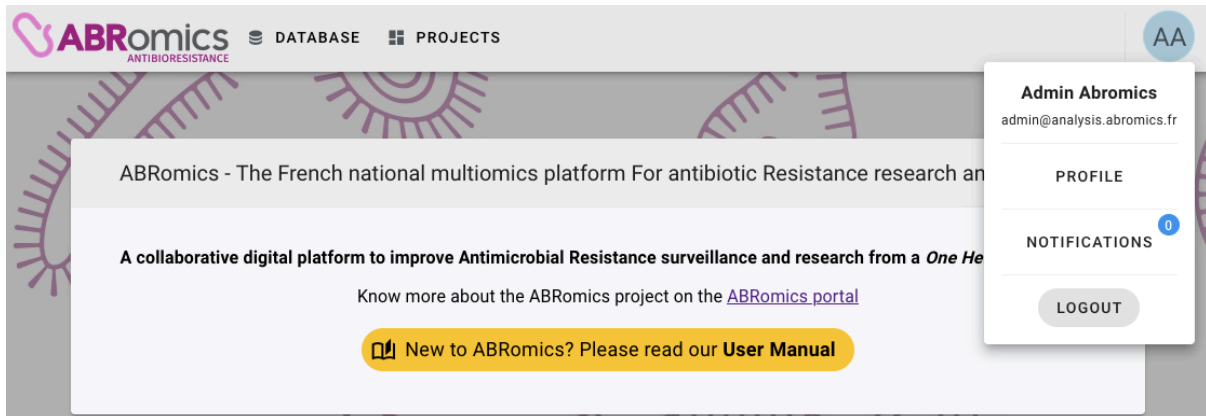 ABRomics
ANTIBIORESISTANCE
DATABASE
PROJECTS
AA
Admin Abromics
admin@analysis.abromics.fr
PROFILE
NOTIFICATIONS
0
LOGOUT
ABRomics - The French national multiomics platform For antibiotic Resistance research an
A collaborative digital platform to improve Antimicrobial Resistance surveillance and research from a One He
Know more about the ABRomics project on the ABRomics portal
New to ABRomics? Please read our User Manual